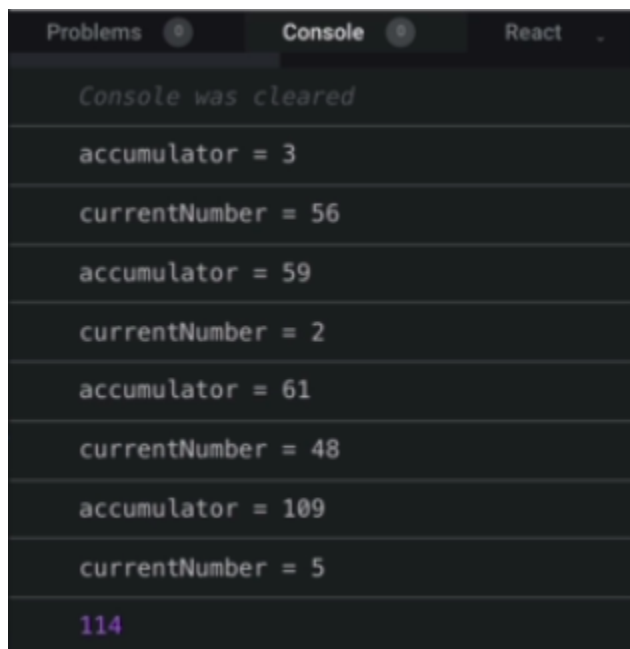 Problems 0 Console 0 React
Console was cleared
accumulator = 3
currentNumber = 56
accumulator = 59
currentNumber = 2
accumulator = 61
currentNumber = 48
accumulator = 109
currentNumber = 5
114